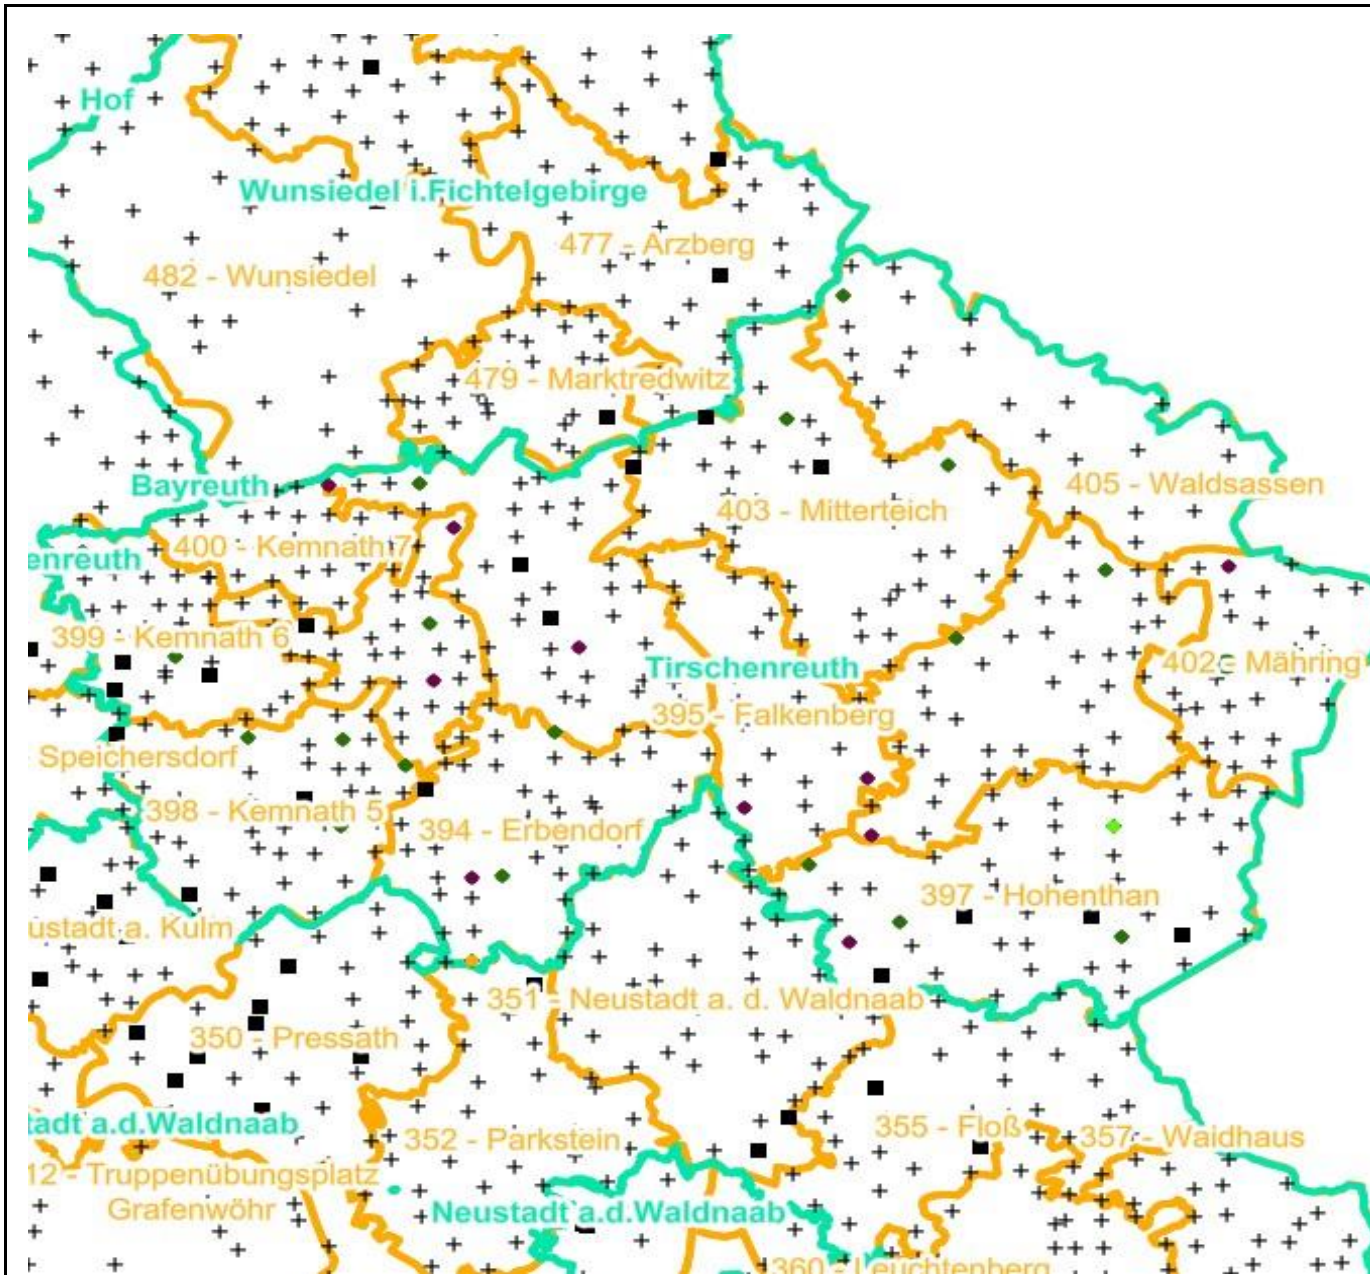 Hof
Wunsiedel i.Fichtelgebirge
477 - Arzberg
482 - Wunsiedel
479 - Marktredwitz
Bayreuth
405 - Waldsassen
403 - Mitterteich
400 - Kemnath 7
enreuth
399 - Kemnath 6
Tirschenreuth
402 - Mähring
395 - Falkenberg
Speichersdorf
398 - Kemnath 5
394 - Erbendorf
397 - Hohenthan
ustadt a. Kulm
351 - Neustadt a. d. Waldnaab
350 - Pressath
tadt a.d.Waldnaab
352 - Parkstein
355 - Floß
357 - Waidhaus
12 - Truppenübungsplatz
Grafenwöhr
Neustadt a.d.Waldnaab
360 - Leuchtenberg